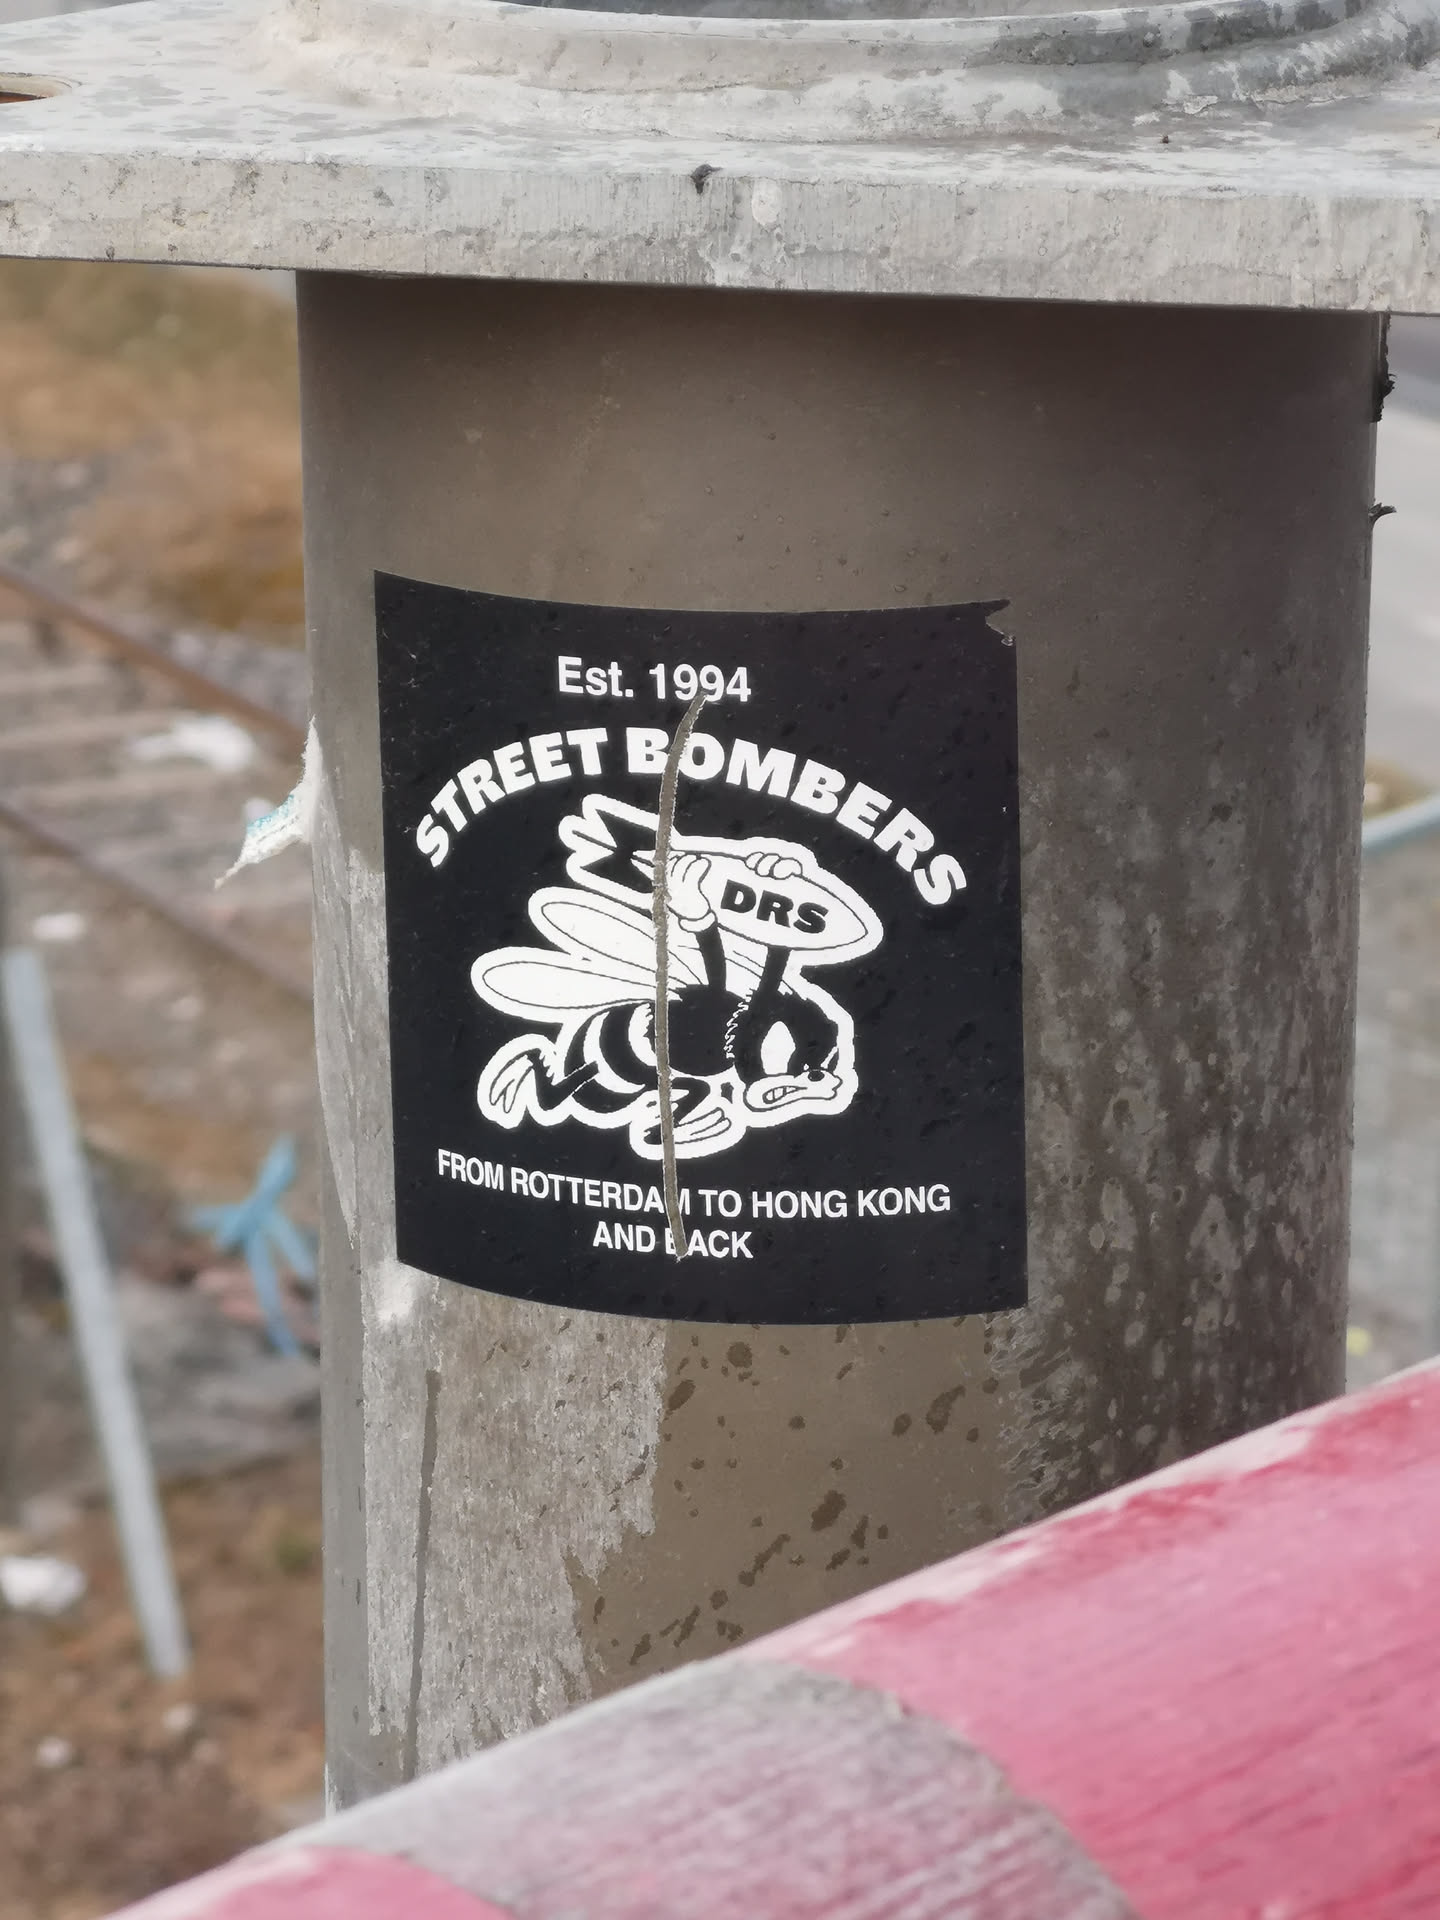 Est. 1994
STREET BOMBERS
DRS
FROM ROTTERDAM TO HONG KONG
AND BACK